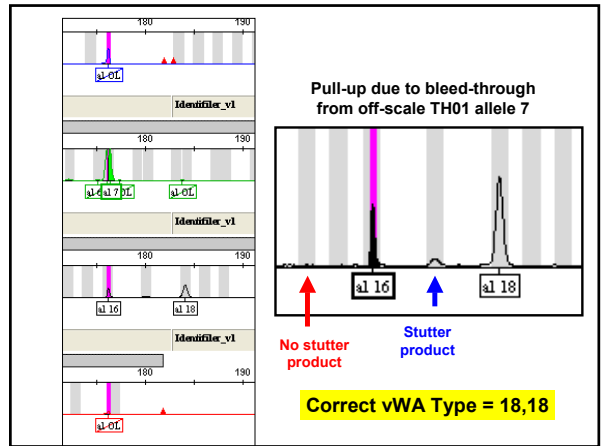 180 190
al OL
Identifiler_v1
180 190
al 7
al OL
Identifiler_v1
180 190
al 16
al 18
Identifiler_v1
180 190
al OL
Pull-up due to bleed-through
from off-scale TH01 allele 7
al 16
al 18
No stutter
product
Stutter
product
Correct vWA Type = 18,18